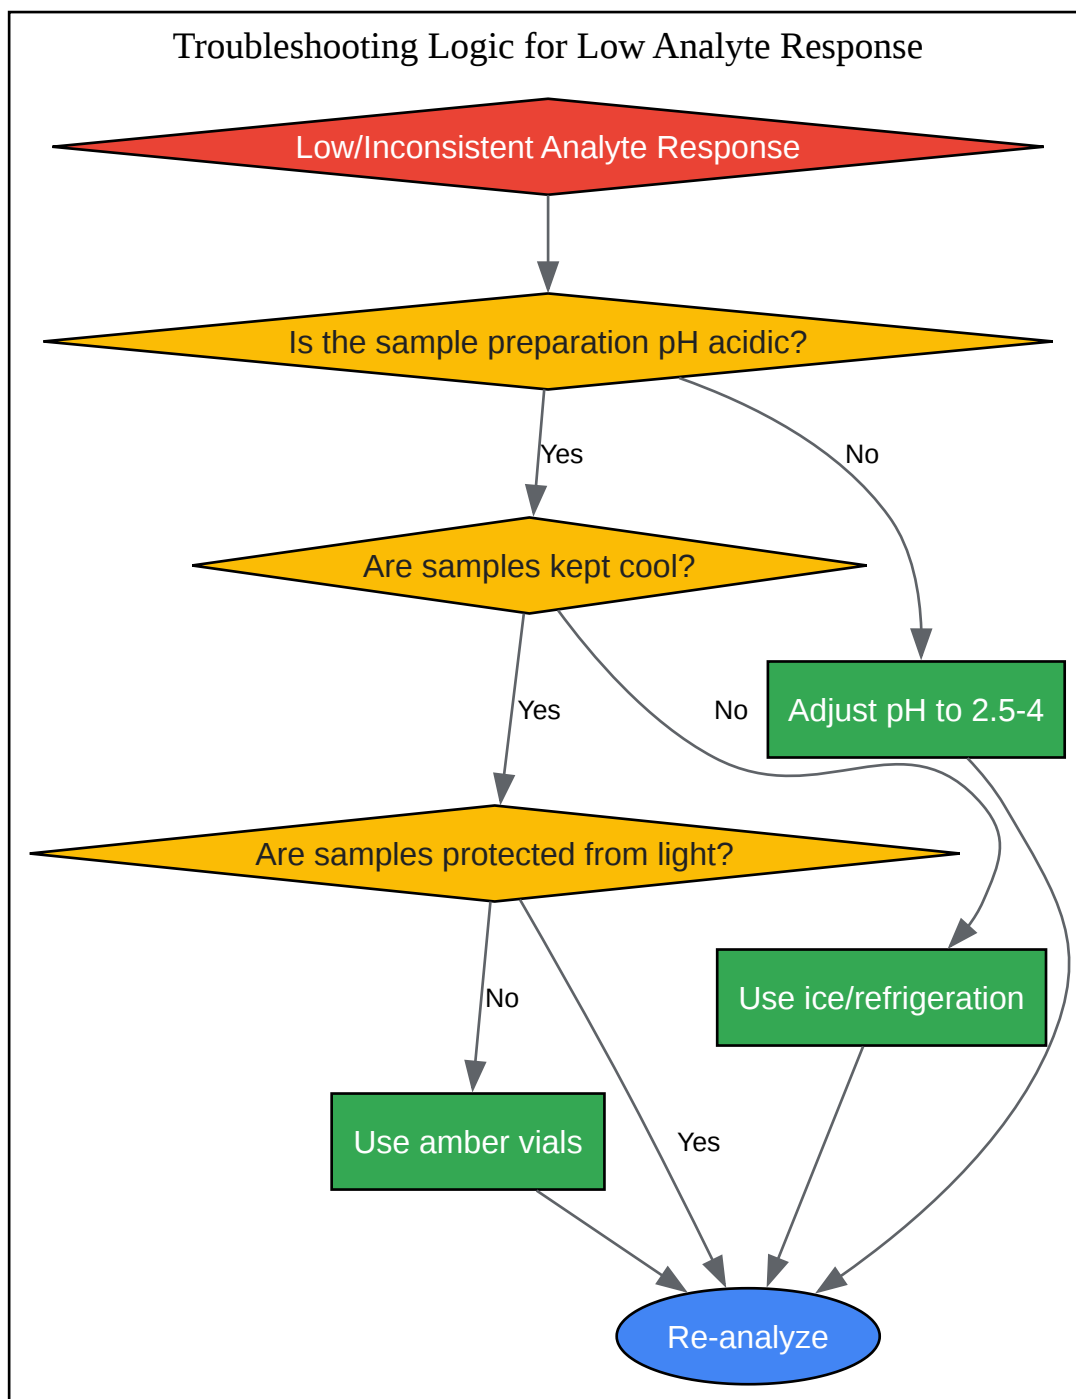 Troubleshooting Logic for Low Analyte Response
Low/Inconsistent Analyte Response
Is the sample preparation pH acidic?
Yes
No
Are samples kept cool?
Yes
No
Adjust pH to 2.5-4
Are samples protected from light?
No
Use ice/refrigeration
Use amber vials
Yes
Re-analyze